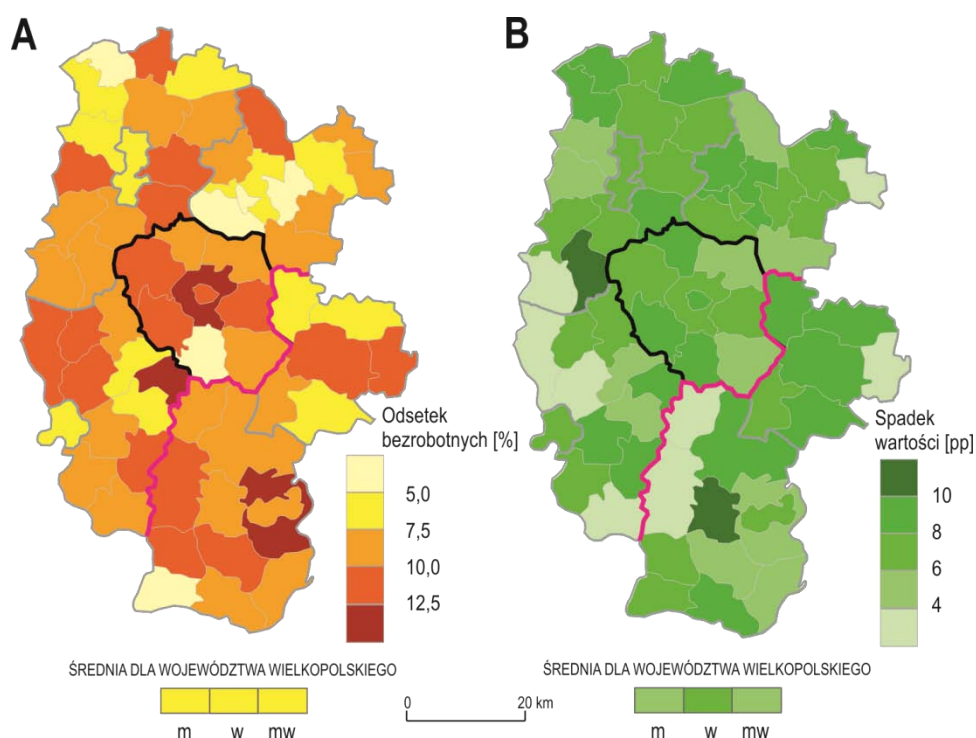 A
B
Odsetek
bezrobotnych [%]
5,0
7,5
10,0
12,5
Spadek
wartości [pp]
10
8
6
4
ŚREDNIA DLA WOJEWÓDZTWA WIELKOPOLSKIEGO
m w mw
0 20 km
ŚREDNIA DLA WOJEWÓDZTWA WIELKOPOLSKIEGO
m w mw